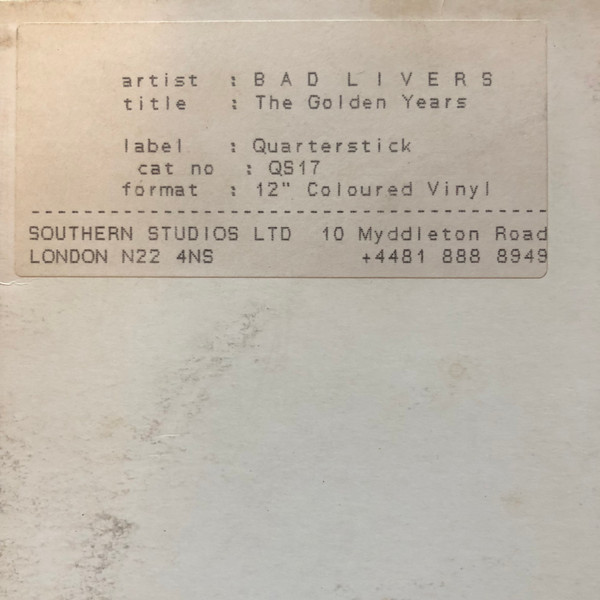 artist : B A D L I V E R S
title : The Golden Years
label : Quarterstick
cat no : QS17
format : 12" Coloured Vinyl
SOUTHERN STUDIOS LTD 10 Myddleton Road
LONDON N22 4NS +4481 888 8949